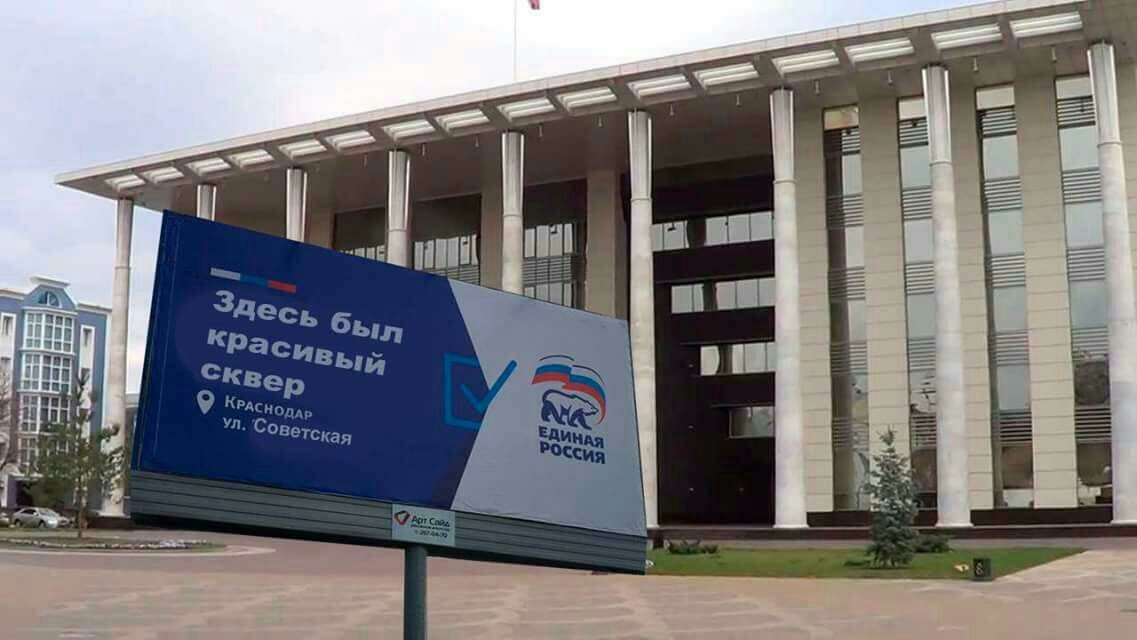 Здесь был
красивый
сквер
Краснодар
ул. Советская
ЕДИНАЯ
РОССИЯ
Арт Сайд